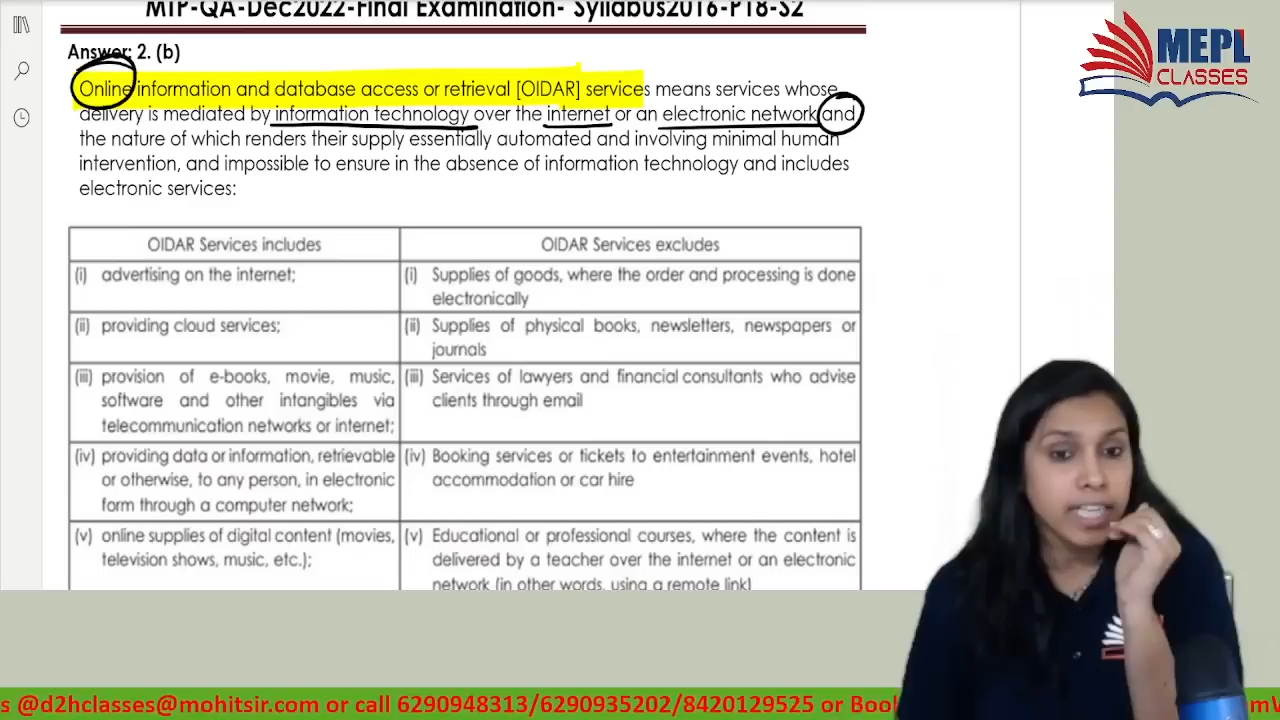 MTP-QA-Dec2022-Final Examination- Syllabus2016-P18-S2
Answer: 2. (b)
Online information and database access or retrieval [OIDAR] services means services whose
delivery is mediated by information technology over the internet or an electronic network and
the nature of which renders their supply essentially automated and involving minimal human
intervention, and impossible to ensure in the absence of information technology and includes
electronic services:
OIDAR Services includes
OIDAR Services excludes
(i) advertising on the internet;
(i) Supplies of goods, where the order and processing is done
electronically
(ii) providing cloud services;
(ii) Supplies of physical books, newsletters, newspapers or
journals
(iii) provision of e-books, movie, music,
software and other intangibles via
telecommunication networks or internet;
(iii) Services of lawyers and financial consultants who advise
clients through email
(iv) providing data or information, retrievable
or otherwise, to any person, in electronic
form through a computer network;
(iv) Booking services or tickets to entertainment events, hotel
accommodation or car hire
(v) online supplies of digital content (movies,
television shows, music, etc.);
(v) Educational or professional courses, where the content is
delivered by a teacher over the internet or an electronic
network (in other words, using a remote link)
MEPL
CLASSES
s @d2hclasses@mohitsir.com or call 6290948313/6290935202/8420129525 or Boo